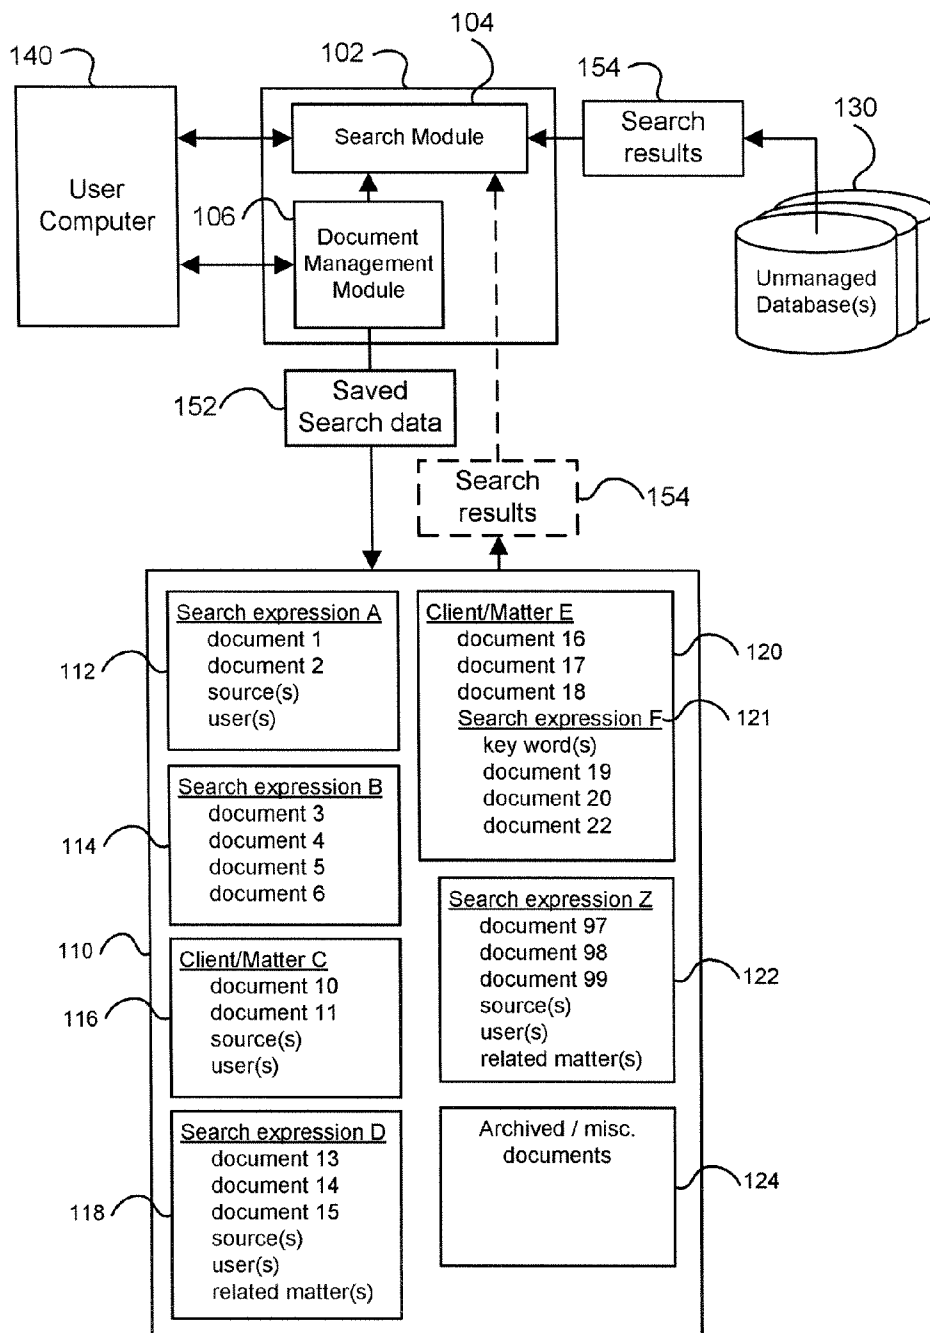 104
102
140
154
130
Search Module
Search
results
User
Computer
106
Document
Management
Module
Unmanaged
Database(s)
152
Saved
Search data
Search
results
154
Search expression A
document 1
document 2
source(s)
user(s)
112
Search expression B
document 3
document 4
document 5
document 6
114
110
Client/Matter C
document 10
document 11
source(s)
user(s)
116
Search expression D
document 13
document 14
document 15
source(s)
user(s)
related matter(s)
118
Client/Matter E
document 16
document 17
document 18
Search expression F
key word(s)
document 19
document 20
document 22
120
121
Search expression Z
document 97
document 98
document 99
source(s)
user(s)
related matter(s)
122
Archived / misc.
documents
124